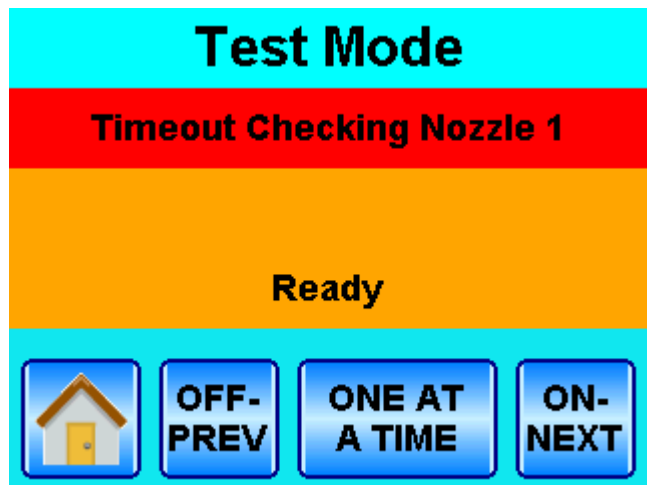 Test Mode
Timeout Checking Nozzle 1
Ready
OFF-
PREV
ONE AT
A TIME
ON-
NEXT